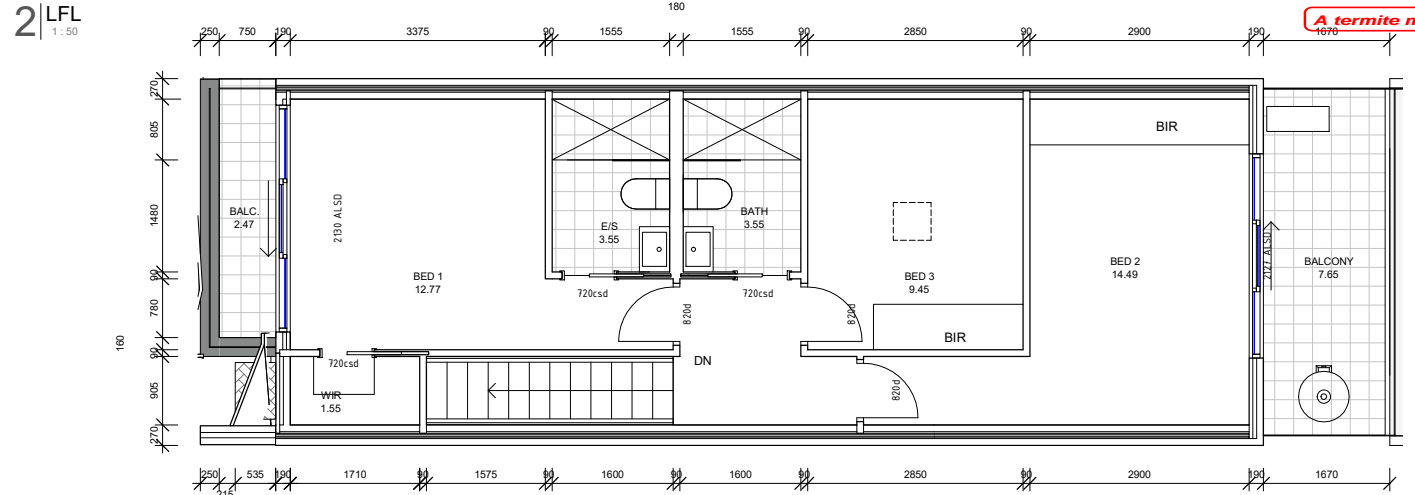 2 LFL
1 : 50
180
A termite n
250 750 190 3375 90 1555 90 1555 90 2850 90 2900 190 1670
270
805
1480
90
780
90
905
270
160
BALC.
2.47
2130 ALSD
BED 1
12.77
E/S
3.55
BATH
3.55
BED 3
9.45
BIR
BED 2
14.49
BIR
2127 ALSD
BALCONY
7.65
720csd
720csd
820d
820d
820d
DN
720csd
WIR
1.55
250 535 190 1710 90 1575 90 1600 90 1600 90 2850 90 2900 190 1670
215